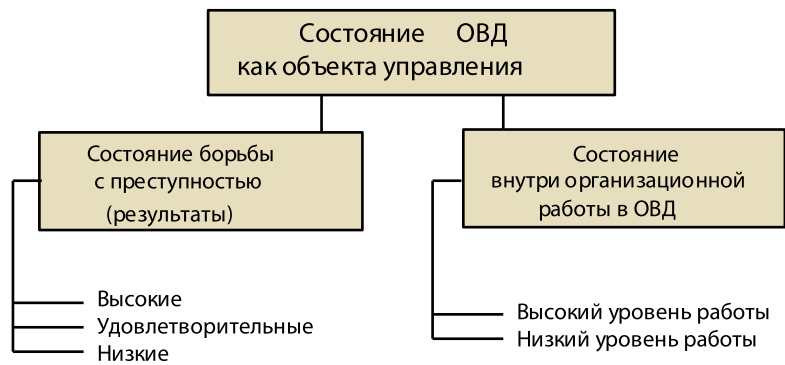 Состояние ОВД
как объекта управления
Состояние борьбы
с преступностью
(результаты)
Состояние
внутри организационной
работы в ОВД
Высокие
Удовлетворительные
Низкие
Высокий уровень работы
Низкий уровень работы